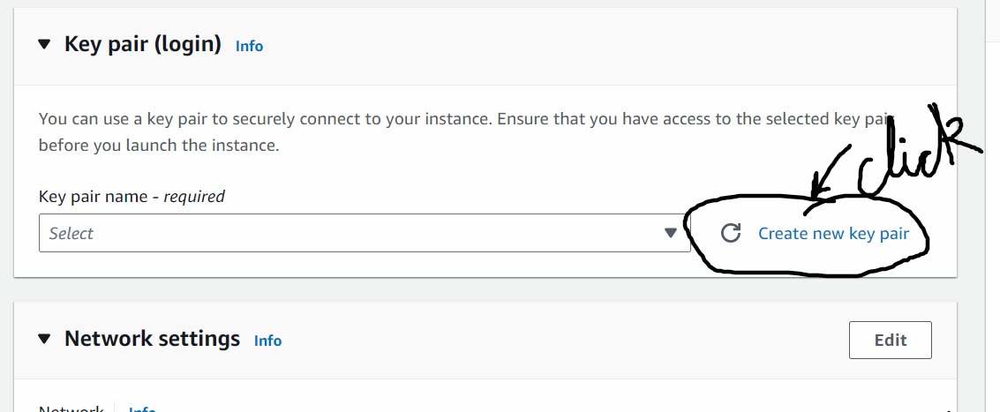 Key pair (login) Info
You can use a key pair to securely connect to your instance. Ensure that you have access to the selected key pair
before you launch the instance.
click
Key pair name - required
Select
Create new key pair
Network settings Info
Edit
Network Info